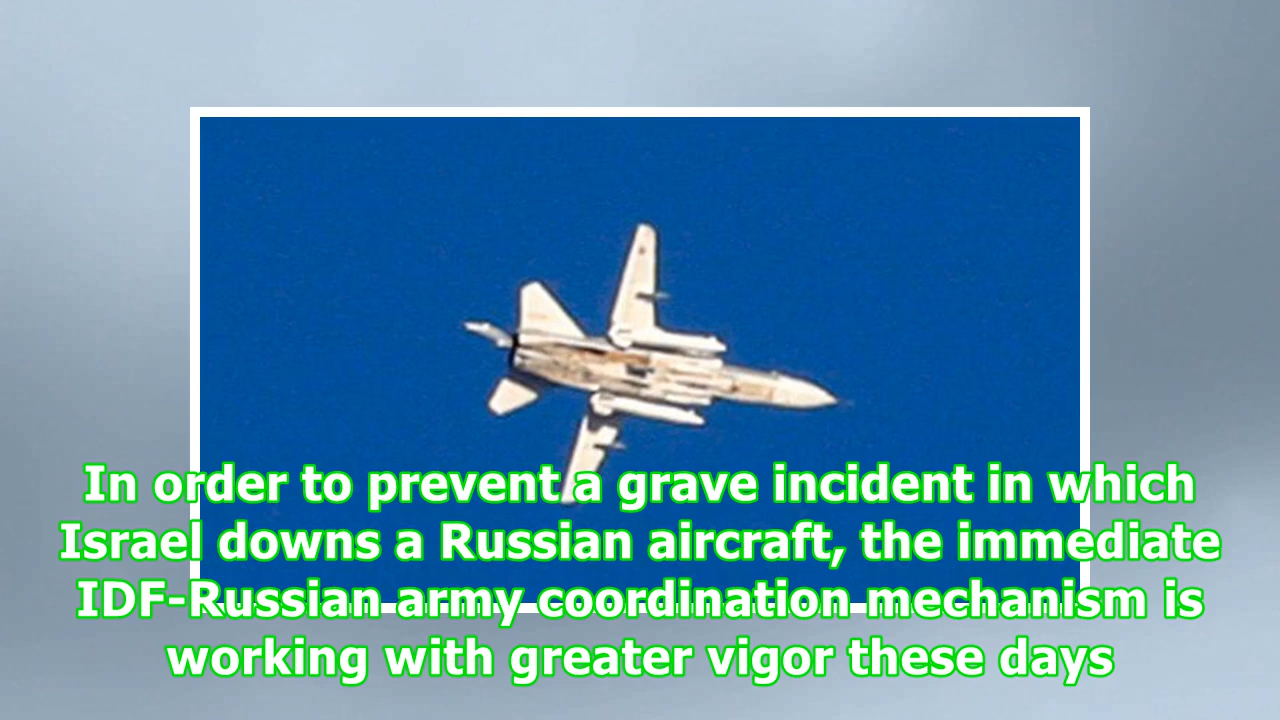 In order to prevent a grave incident in which
Israel downs a Russian aircraft, the immediate
IDF-Russian army coordination mechanism is
working with greater vigor these days